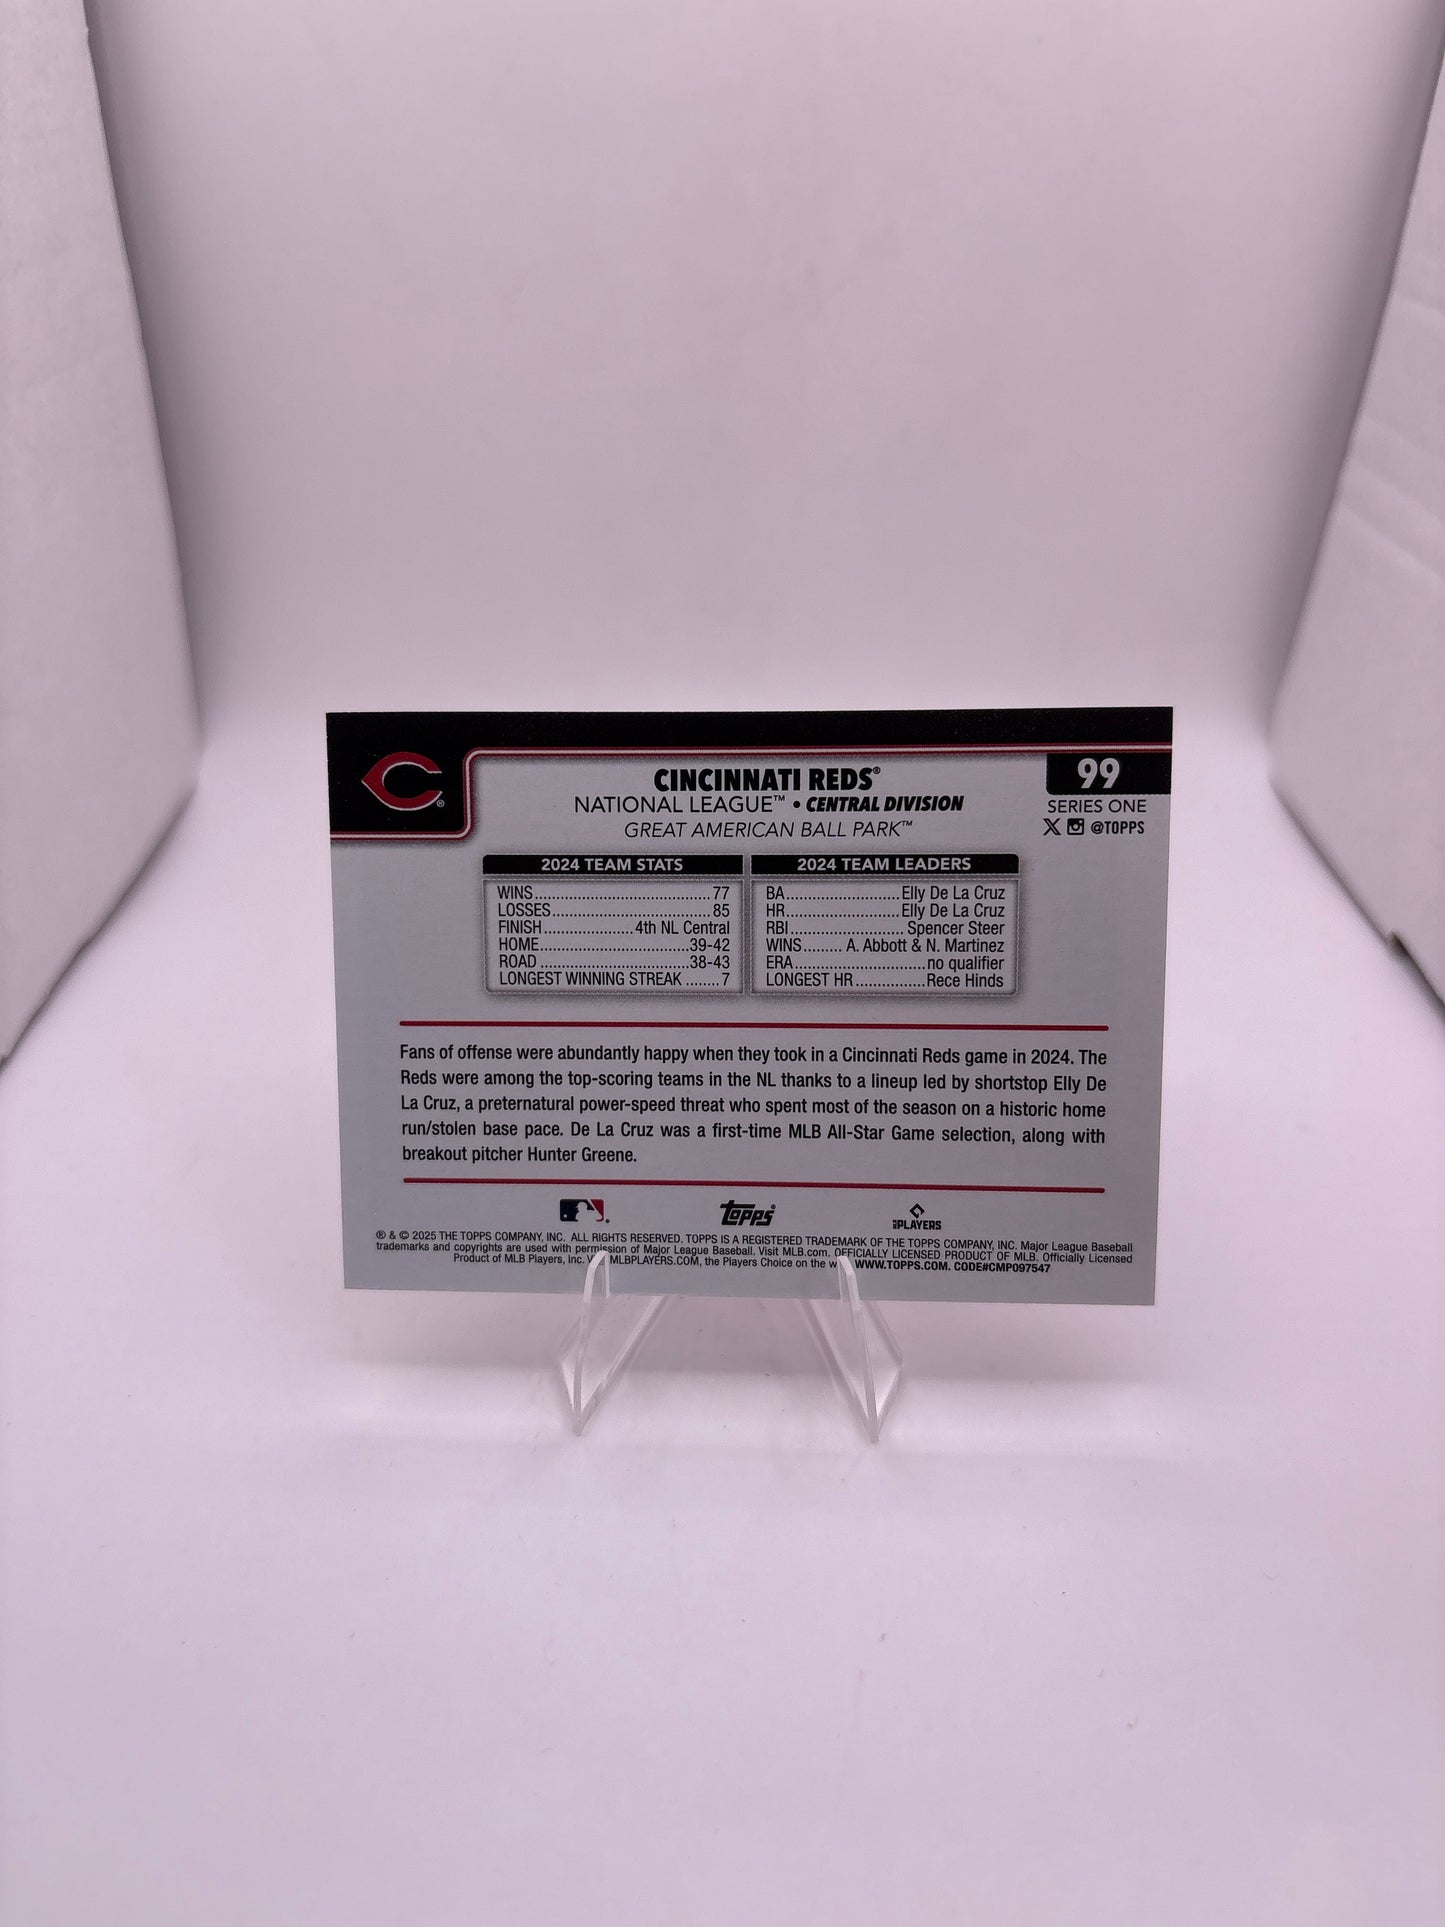 CINCINNATI REDS®
NATIONAL LEAGUE™ • CENTRAL DIVISION
GREAT AMERICAN BALL PARK™
99
SERIES ONE
@TOPPS
2024 TEAM STATS
WINS........................................77
LOSSES....................................85
FINISH....................4th NL Central
HOME..................................39-42
ROAD..................................38-43
LONGEST WINNING STREAK ........7
2024 TEAM LEADERS
BA.........................Elly De La Cruz
HR.........................Elly De La Cruz
RBI.........................Spencer Steer
WINS......... A. Abbott & N. Martinez
ERA.............................no qualifier
LONGEST HR................Rece Hinds
Fans of offense were abundantly happy when they took in a Cincinnati Reds game in 2024. The
Reds were among the top-scoring teams in the NL thanks to a lineup led by shortstop Elly De
La Cruz, a preternatural power-speed threat who spent most of the season on a historic home
run/stolen base pace. De La Cruz was a first-time MLB All-Star Game selection, along with
breakout pitcher Hunter Greene.
Topps
PLAYERS
® & © 2025 THE TOPPS COMPANY, INC. ALL RIGHTS RESERVED. TOPPS IS A REGISTERED TRADEMARK OF THE TOPPS COMPANY, INC. Major League Baseball
trademarks and copyrights are used with permission of Major League Baseball. Visit MLB.com. OFFICIALLY LICENSED PRODUCT OF MLB. Officially Licensed
Product of MLB Players, Inc. MLBPLAYERS.COM, the Players Choice on the WWW.TOPPS.COM. CODE#CMP097547